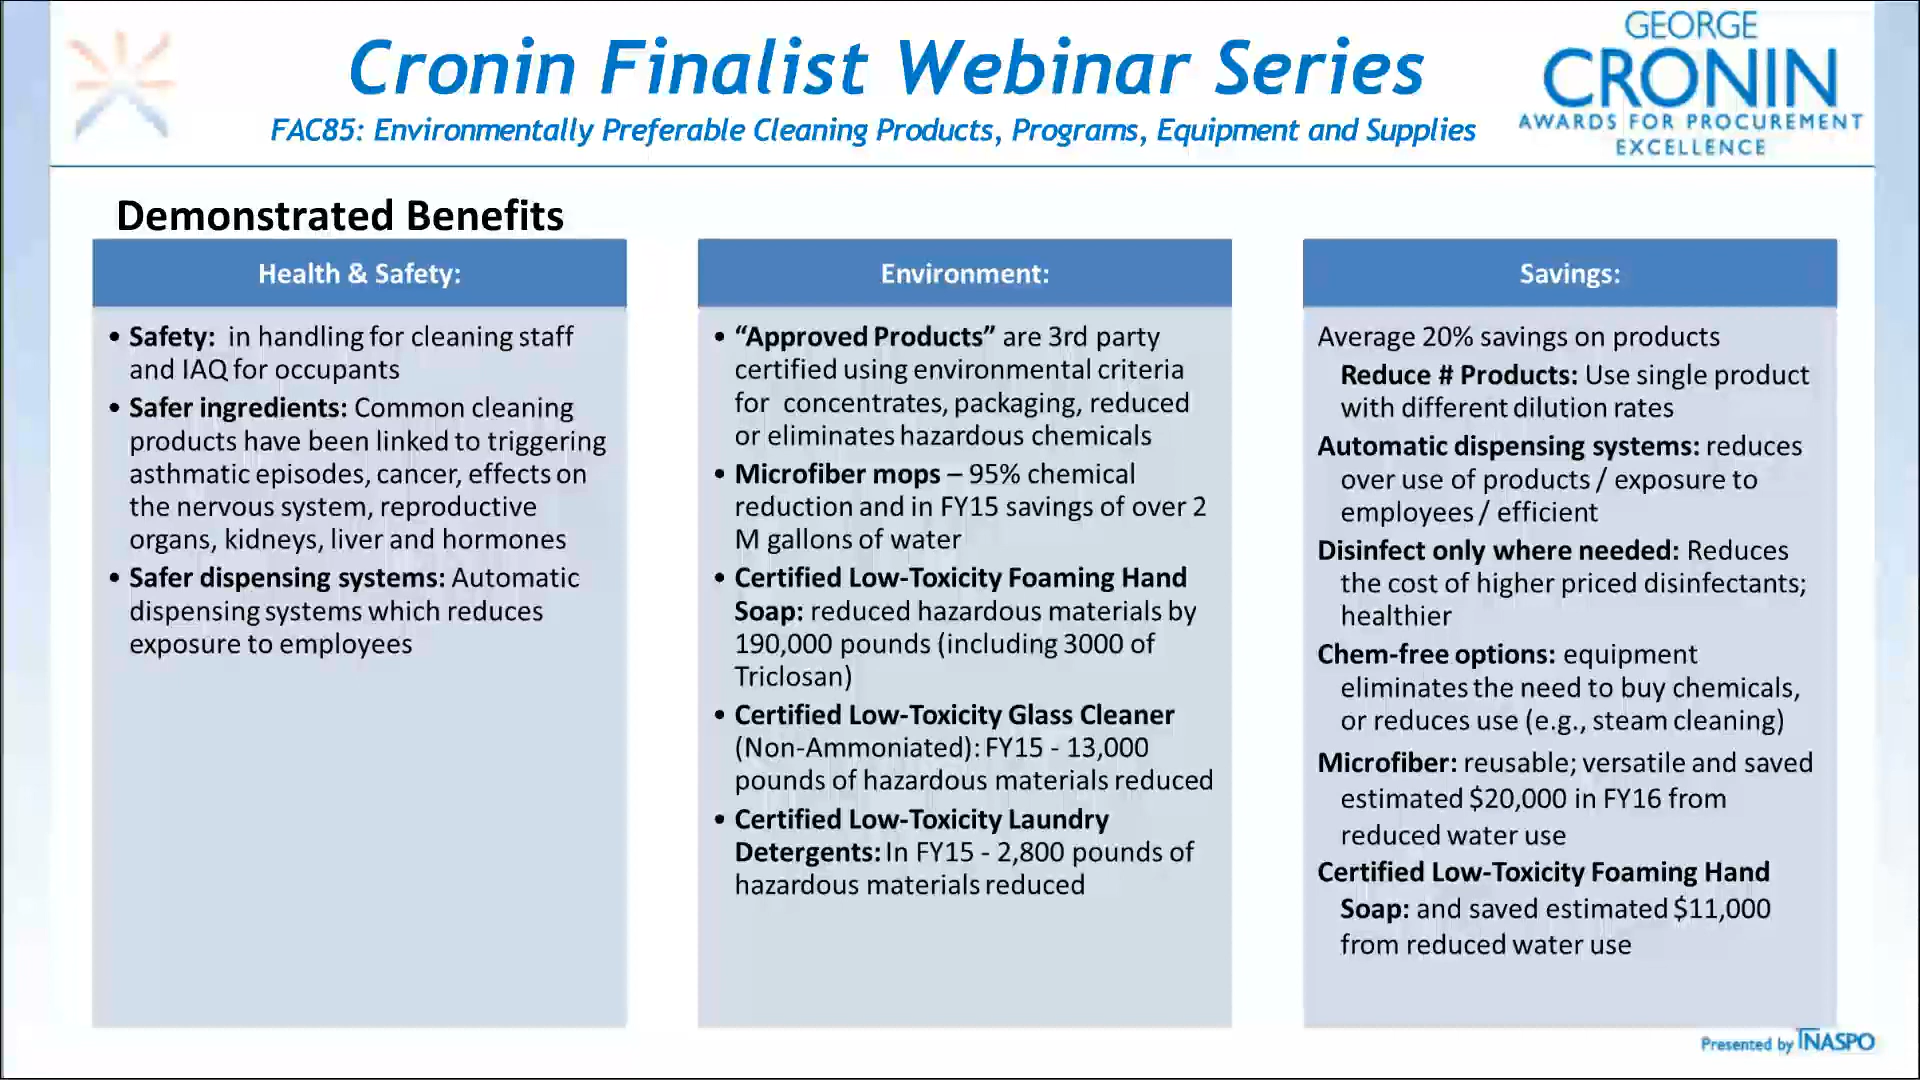 Cronin Finalist Webinar Series
FAC85: Environmentally Preferable Cleaning Products, Programs, Equipment and Supplies
GEORGE
CRONIN
AWARDS FOR PROCUREMENT
EXCELLENCE
Demonstrated Benefits
Health & Safety:
• Safety: in handling for cleaning staff
and IAQ for occupants
• Safer ingredients: Common cleaning
products have been linked to triggering
asthmatic episodes, cancer, effects on
the nervous system, reproductive
organs, kidneys, liver and hormones
• Safer dispensing systems: Automatic
dispensing systems which reduces
exposure to employees
Environment:
• “Approved Products” are 3rd party
certified using environmental criteria
for concentrates, packaging, reduced
or eliminates hazardous chemicals
• Microfiber mops – 95% chemical
reduction and in FY15 savings of over 2
M gallons of water
• Certified Low-Toxicity Foaming Hand
Soap: reduced hazardous materials by
190,000 pounds (including 3000 of
Triclosan)
• Certified Low-Toxicity Glass Cleaner
(Non-Ammoniated): FY15 - 13,000
pounds of hazardous materials reduced
• Certified Low-Toxicity Laundry
Detergents: In FY15 - 2,800 pounds of
hazardous materials reduced
Savings:
Average 20% savings on products
Reduce # Products: Use single product
with different dilution rates
Automatic dispensing systems: reduces
over use of products / exposure to
employees / efficient
Disinfect only where needed: Reduces
the cost of higher priced disinfectants;
healthier
Chem-free options: equipment
eliminates the need to buy chemicals,
or reduces use (e.g., steam cleaning)
Microfiber: reusable; versatile and saved
estimated $20,000 in FY16 from
reduced water use
Certified Low-Toxicity Foaming Hand
Soap: and saved estimated $11,000
from reduced water use
Presented by NASPO